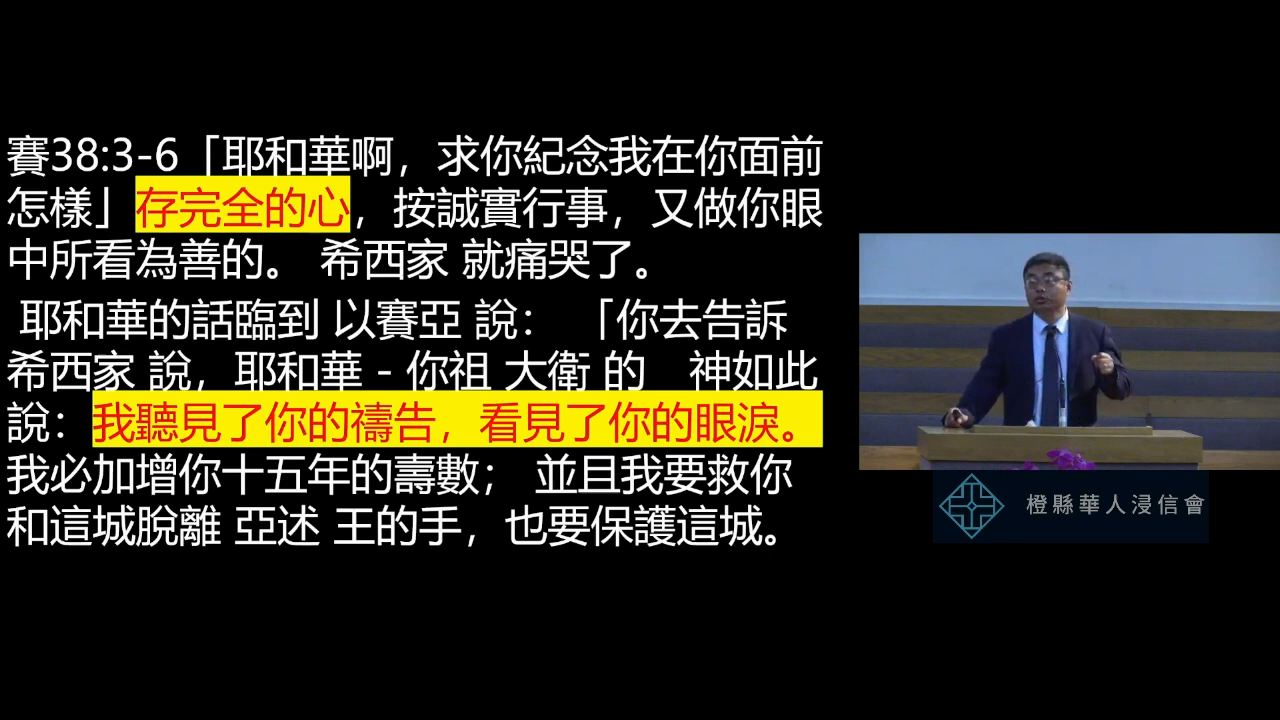 賽38:3-6「耶和華啊，求你紀念我在你面前
怎樣」存完全的心，按誠實行事，又做你眼
中所看為善的。 希西家 就痛哭了。
耶和華的話臨到 以賽亞 說： 「你去告訴
希西家 說，耶和華 - 你祖 大衛 的　神如此
說：我聽見了你的禱告，看見了你的眼淚。
我必加增你十五年的壽數； 並且我要救你
和這城脫離 亞述 王的手，也要保護這城。
橙縣華人浸信會